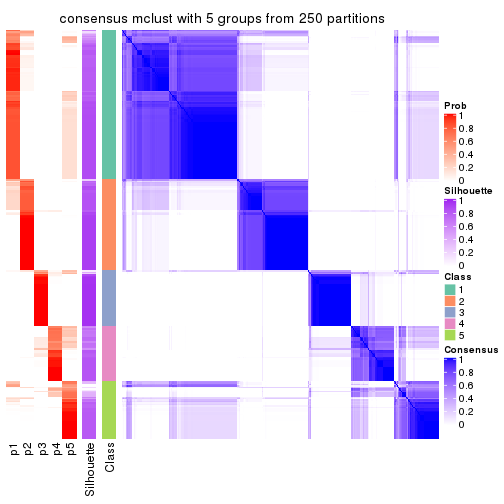 consensus mclust with 5 groups from 250 partitions
Prob
1
0.8
0.6
0.4
0.2
0
Silhouette
1
0.8
0.6
0.4
0.2
0
Class
1
2
3
4
5
Consensus
1
0.8
0.6
0.4
0.2
0
p1
p2
p3
p4
p5
Silhouette
Class